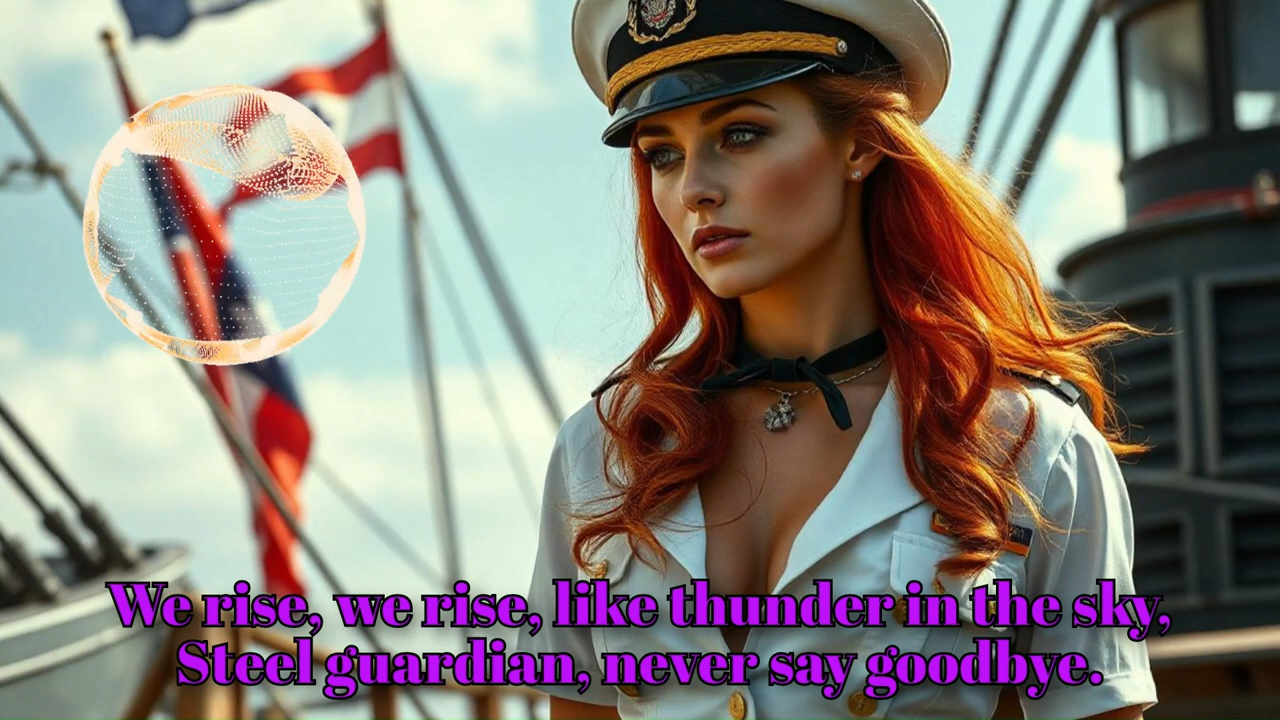 We rise, we rise, like thunder in the sky,
Steel guardian, never say goodbye.